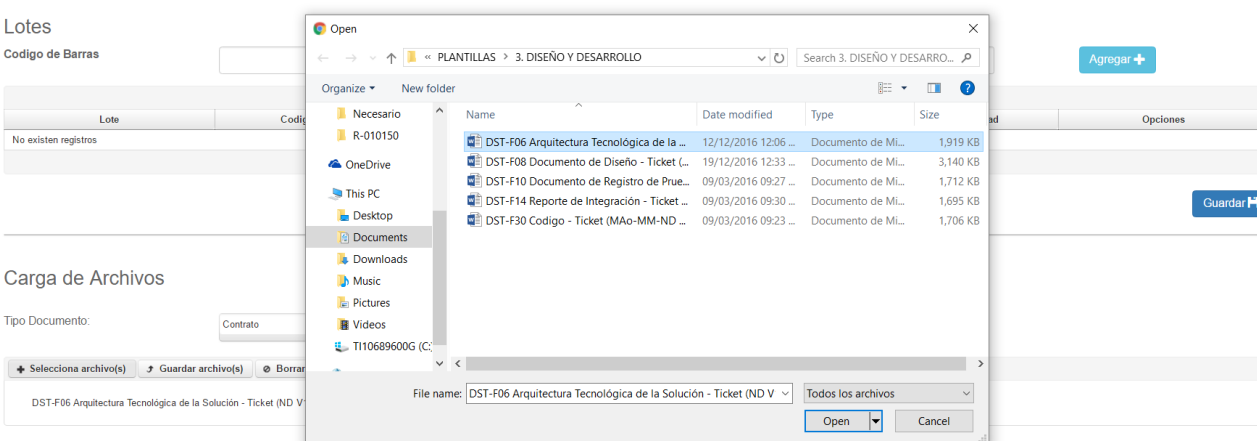 Lotes
Codigo de Barras
Agregar
Lote
Opciones
No existen registros
Guardar
Carga de Archivos
Tipo Documento:
Contrato
Selecciona archivo(s) Guardar archivo(s)
DST-F06 Arquitectura Tecnológica de la Solución - Ticket (ND V
Open
« PLANTILLAS > 3. DISEÑO Y DESARROLLO
Search 3. DISEÑO Y DESARRO...
Organize New folder
Necesario
R-010150
OneDrive
This PC
Desktop
Documents
Downloads
Music
Pictures
Videos
TI10689600G (C:
Name Date modified Type Size
DST-F06 Arquitectura Tecnológica de la ... 12/12/2016 12:06 ... Documento de Mi... 1,919 KB
DST-F08 Documento de Diseño - Ticket (... 19/12/2016 12:33 ... Documento de Mi... 3,140 KB
DST-F10 Documento de Registro de Prue... 09/03/2016 09:27 ... Documento de Mi... 1,712 KB
DST-F14 Reporte de Integración - Ticket ... 09/03/2016 09:30 ... Documento de Mi... 1,695 KB
DST-F30 Codigo - Ticket (MAo-MM-ND ... 09/03/2016 09:23 ... Documento de Mi... 1,706 KB
File name: DST-F06 Arquitectura Tecnológica de la Solución - Ticket (ND V
Todos los archivos
Open Cancel